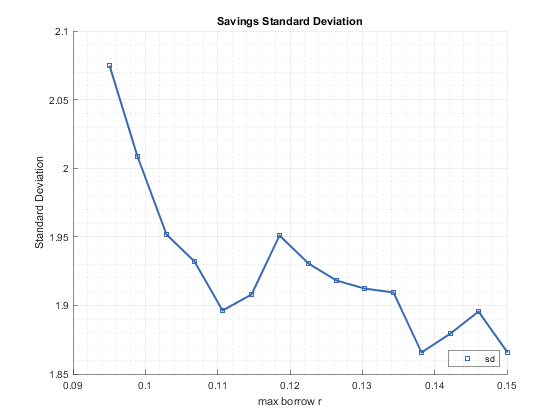 Savings Standard Deviation
2.1
2.05
2
1.95
1.9
1.85
Standard Deviation
0.09 0.1 0.11 0.12 0.13 0.14 0.15
max borrow r
sd